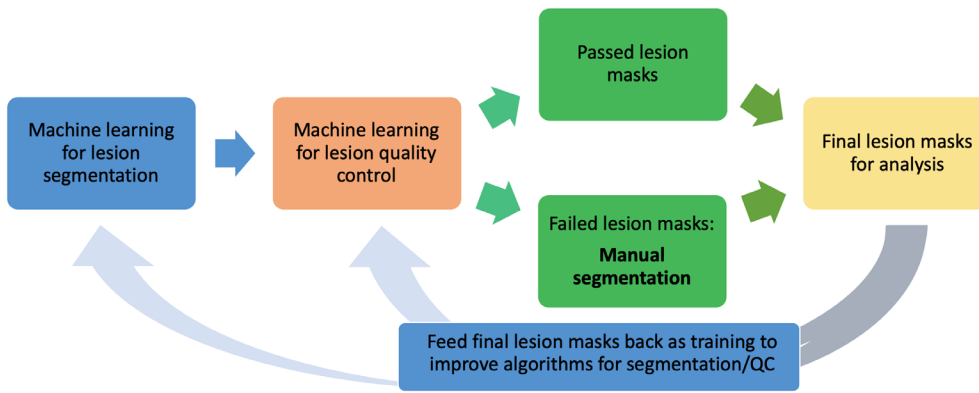 Machine learning
for lesion
segmentation
Machine learning
for lesion quality
control
Passed lesion
masks
Failed lesion masks:
Manual
segmentation
Final lesion masks
for analysis
Feed final lesion masks back as training to
improve algorithms for segmentation/QC